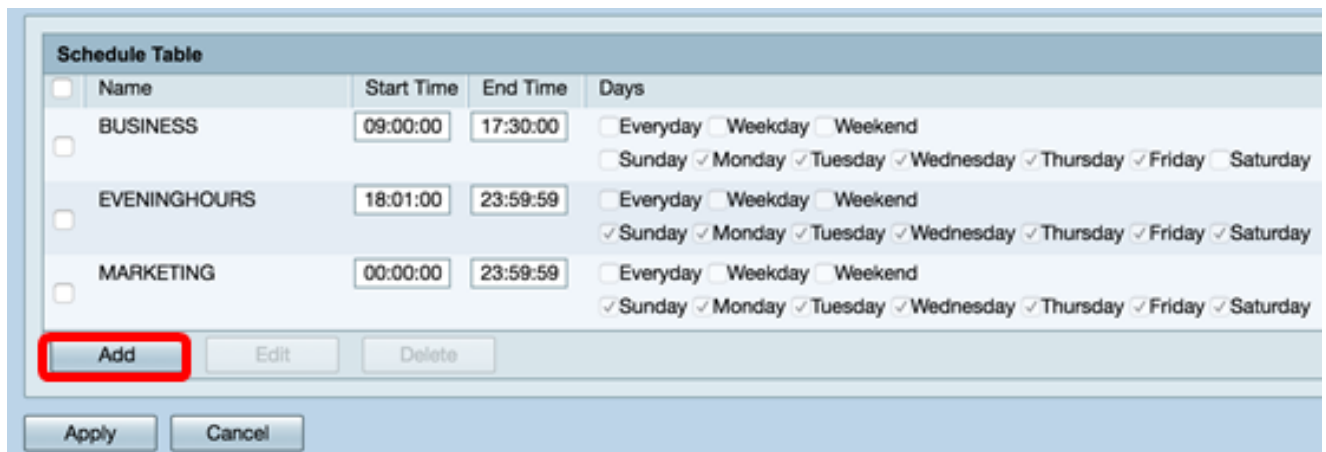 Schedule Table
Name Start Time End Time Days
BUSINESS 09:00:00 17:30:00 Everyday Weekday Weekend
Sunday Monday Tuesday Wednesday Thursday Friday Saturday
EVENINGHOURS 18:01:00 23:59:59 Everyday Weekday Weekend
Sunday Monday Tuesday Wednesday Thursday Friday Saturday
MARKETING 00:00:00 23:59:59 Everyday Weekday Weekend
Sunday Monday Tuesday Wednesday Thursday Friday Saturday
Add Edit Delete
Apply Cancel